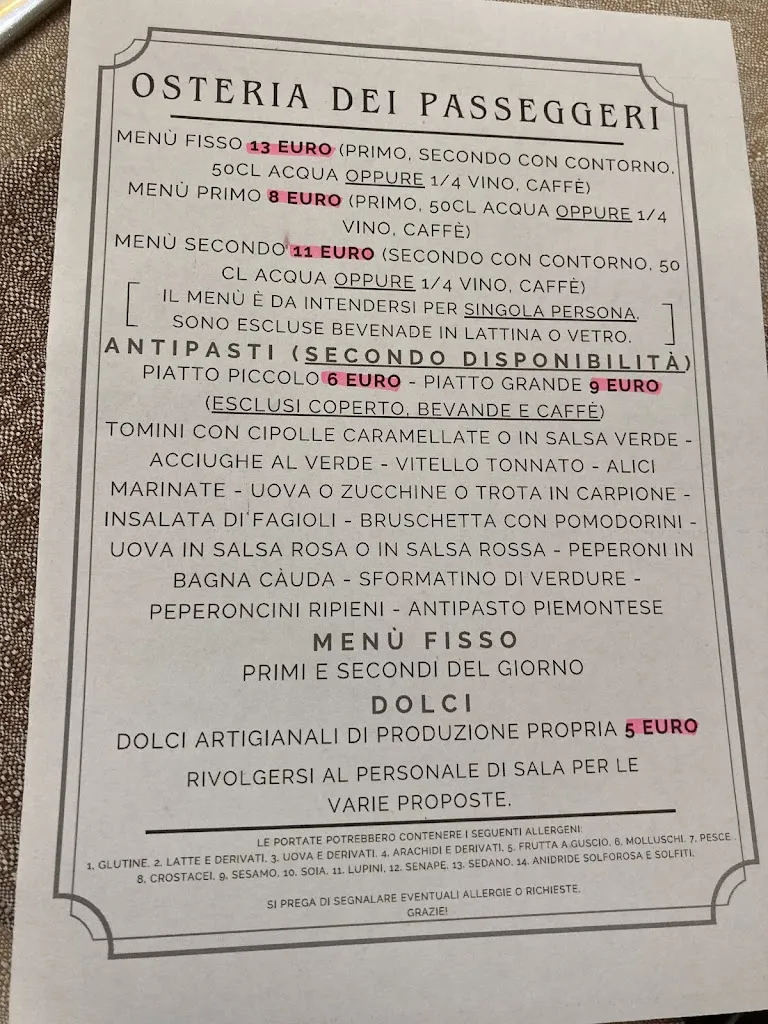 OSTERIA DEI PASSEGGERI
MENÙ FISSO 13 EURO (PRIMO, SECONDO CON CONTORNO,
50CL ACQUA OPPURE 1/4 VINO, CAFFÈ)
MENÙ PRIMO 8 EURO (PRIMO, 50CL ACQUA OPPURE 1/4
VINO, CAFFÈ)
MENÙ SECONDO 11 EURO (SECONDO CON CONTORNO, 50
CL ACQUA OPPURE 1/4 VINO, CAFFÈ)
IL MENÙ È DA INTENDERSI PER SINGOLA PERSONA,
SONO ESCLUSE BEVENADE IN LATTINA O VETRO.
ANTIPASTI (SECONDO DISPONIBILITÀ)
PIATTO PICCOLO 6 EURO - PIATTO GRANDE 9 EURO
(ESCLUSI COPERTO, BEVANDE E CAFFÈ)
TOMINI CON CIPOLLE CARAMELLATE O IN SALSA VERDE -
ACCIUGHE AL VERDE - VITELLO TONNATO - ALICI
MARINATE - UOVA O ZUCCHINE O TROTA IN CARPIONE -
INSALATA DI FAGIOLI - BRUSCHETTA CON POMODORINI -
UOVA IN SALSA ROSA O IN SALSA ROSSA - PEPERONI IN
BAGNA CÀUDA - SFORMATINO DI VERDURE -
PEPERONCINI RIPIENI - ANTIPASTO PIEMONTESE
MENÙ FISSO
PRIMI E SECONDI DEL GIORNO
DOLCI
DOLCI ARTIGIANALI DI PRODUZIONE PROPRIA 5 EURO
RIVOLGERSI AL PERSONALE DI SALA PER LE
VARIE PROPOSTE.
LE PORTATE POTREBBERO CONTENERE I SEGUENTI ALLERGENI:
1. GLUTINE. 2. LATTE E DERIVATI. 3. UOVA E DERIVATI. 4. ARACHIDI E DERIVATI. 5. FRUTTA A GUSCIO. 6. MOLLUSCHI. 7. PESCE.
8. CROSTACEI. 9. SESAMO, 10. SOIA. 11. LUPINI, 12. SENAPE. 13. SEDANO. 14. ANIDRIDE SOLFOROSA E SOLFITI.
SI PREGA DI SEGNALARE EVENTUALI ALLERGIE O RICHIESTE.
GRAZIE!